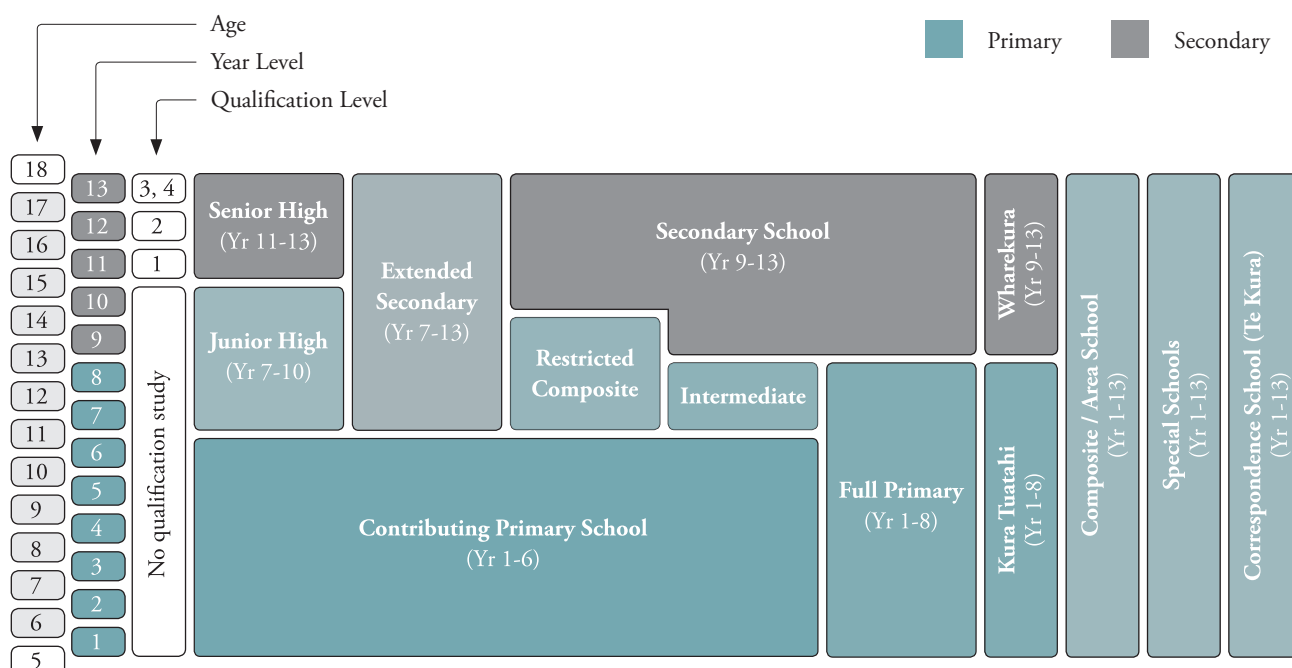 Age
Year Level
Qualification Level
Primary
Secondary
18
17
16
15
14
13
12
11
10
9
8
7
6
5
13
12
11
10
9
8
7
6
5
4
3
2
1
3, 4
2
1
No qualification study
Senior High
(Yr 11-13)
Junior High
(Yr 7-10)
Extended
Secondary
(Yr 7-13)
Secondary School
(Yr 9-13)
Restricted
Composite
Intermediate
Contributing Primary School
(Yr 1-6)
Full Primary
(Yr 1-8)
Wharekura
(Yr 9-13)
Kura Tuatahi
(Yr 1-8)
Composite / Area School
(Yr 1-13)
Special Schools
(Yr 1-13)
Correspondence School (Te Kura)
(Yr 1-13)